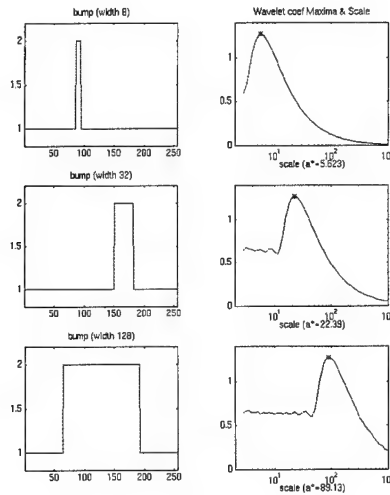 bump (width 8)
2
1.5
1
50 100 150 200 250
Wavelet coef Maxima & Scale
1
0.5
0
10¹ 10²
scale (a*=5.623)
bump (width 32)
2
1.5
1
50 100 150 200 250
1
0.5
0
10¹ 10²
scale (a*=22.39)
bump (width 128)
2
1.5
1
50 100 150 200 250
1
0.5
0
10¹ 10²
scale (a*=89.13)